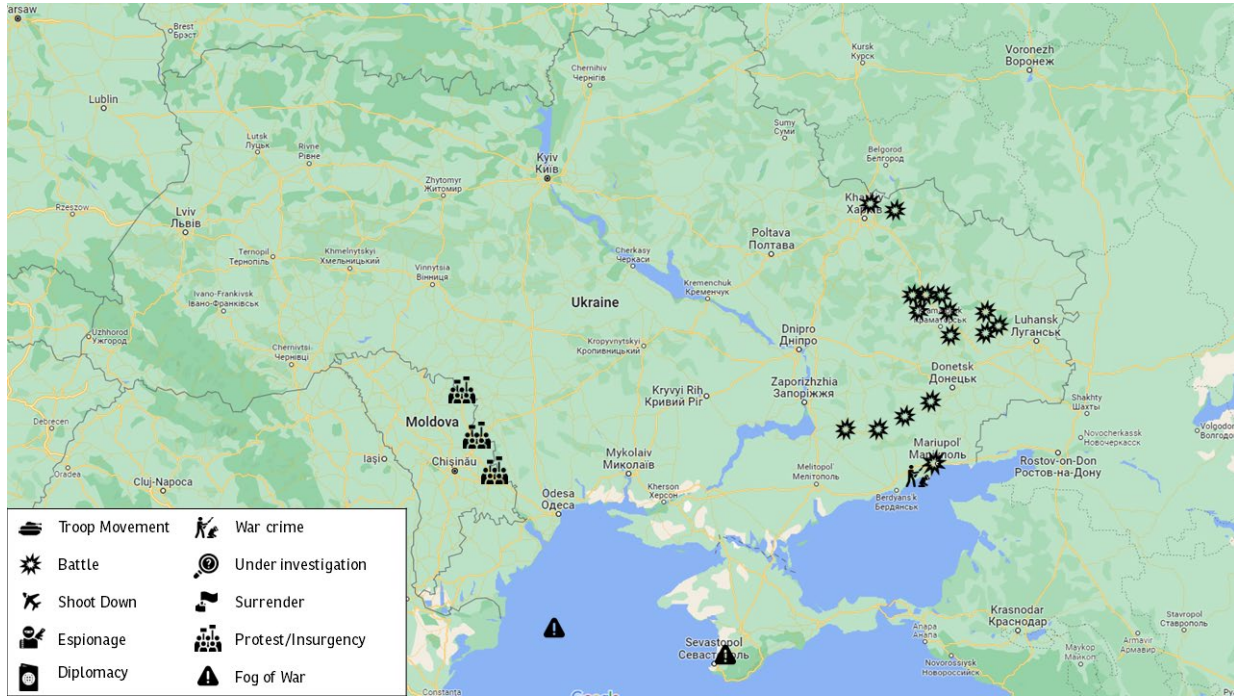 arsaw
Brest
Брэст
Kursk
Курск
Voronezh
Воронеж
Chernihiv
Чернігів
Lublin
Lutsk
Луцьк
Rivne
Рівне
Sumy
Суми
Kyiv
Київ
Belgorod
Белгород
Zhytomyr
Житомир
Rzeszow
Lviv
Львів
Poltava
Полтава
Ternopil
Тернопіль
Khmelnytskyi
Хмельницький
Cherkasy
Черкаси
Vinnytsia
Вінниця
Kremenchuk
Кременчук
Ivano-Frankivsk
Івано-Франківськ
Ukraine
Luhansk
Луганськ
Uzhhorod
Ужгород
Chernivtsi
Чернівці
Kropyvnytskyi
Кропивницький
Dnipro
Дніпро
Donetsk
Донецьк
Zaporizhzhia
Запоріжжя
Kryvyi Rih
Кривий Ріг
Shakhty
Шахты
Moldova
Debrecen
Mariupol'
Novocherkassk
Новочеркасск
Volgodon
Волгодо
Iași
Chișinău
Mykolaiv
Миколаїв
Melitopol
Мелітополь
Rostov-on-Don
Ростов-на-Дону
Oradea
Cluj-Napoca
Odesa
Одеса
Kherson
Херсон
Berdyans'k
Бердянськ
Krasnodar
Краснодар
Stavropol
Ставрополь
Anapa
Анапа
Armavir
Армавир
Sevastopol
Maykop
Майкоп
Novorossiysk
Новороссийск
Constanța
Google
Troop Movement
War crime
Battle
Under investigation
Shoot Down
Surrender
Espionage
Protest/Insurgency
Diplomacy
Fog of War